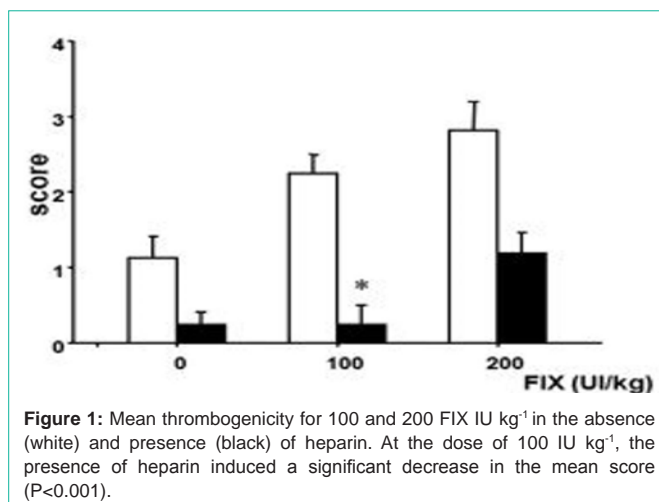 4
3
score
2
*
1
0
0
100
200
FIX (UI/kg)
Figure 1: Mean thrombogenicity for 100 and 200 FIX IU kg-1 in the absence
(white) and presence (black) of heparin. At the dose of 100 IU kg-1, the
presence of heparin induced a significant decrease in the mean score
(P<0.001).